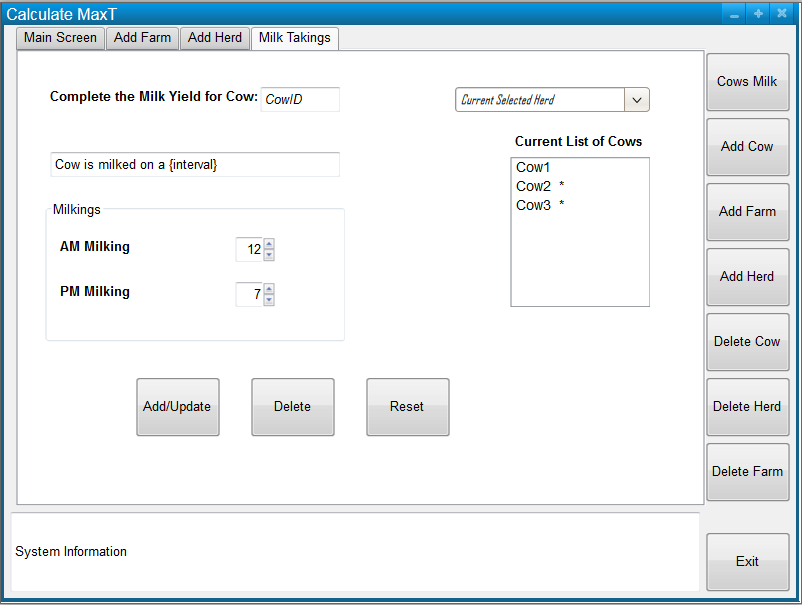 Calculate MaxT
Main Screen
Add Farm
Add Herd
Milk Takings
Complete the Milk Yield for Cow:
CowID
Current Selected Herd
Cow is milked on a {interval}
Milkings
AM Milking
12
PM Milking
7
Current List of Cows
Cow1
Cow2 *
Cow3 *
Add/Update
Delete
Reset
Cows Milk
Add Cow
Add Farm
Add Herd
Delete Cow
Delete Herd
Delete Farm
Exit
System Information